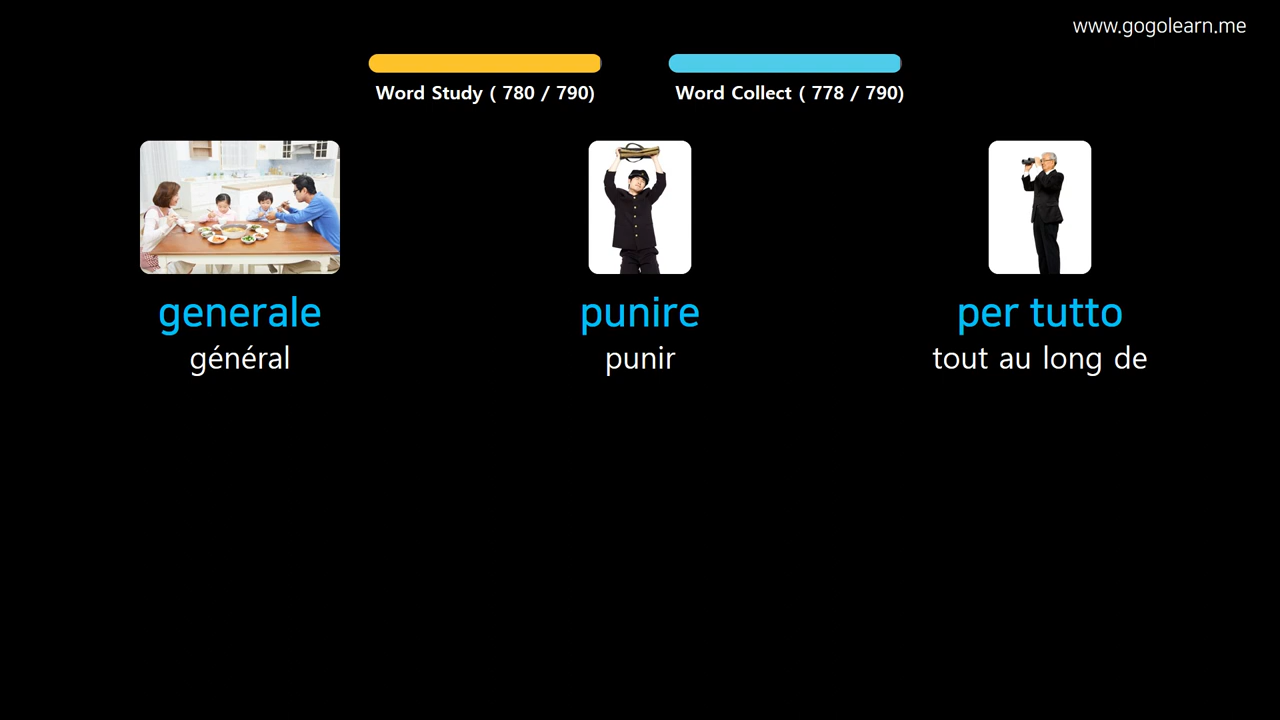 www.gogolearn.me
Word Study ( 780 / 790)
Word Collect ( 778 / 790)
generale
punire
per tutto
général
punir
tout au long de